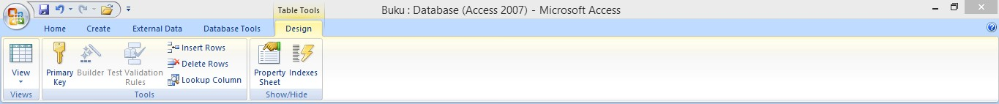 Table Tools
Buku : Database (Access 2007) - Microsoft Access
Home Create External Data Database Tools Design
View
Primary Key
Builder
Test Validation Rules
Insert Rows
Delete Rows
Lookup Column
Property Sheet
Indexes
Views Tools Show/Hide